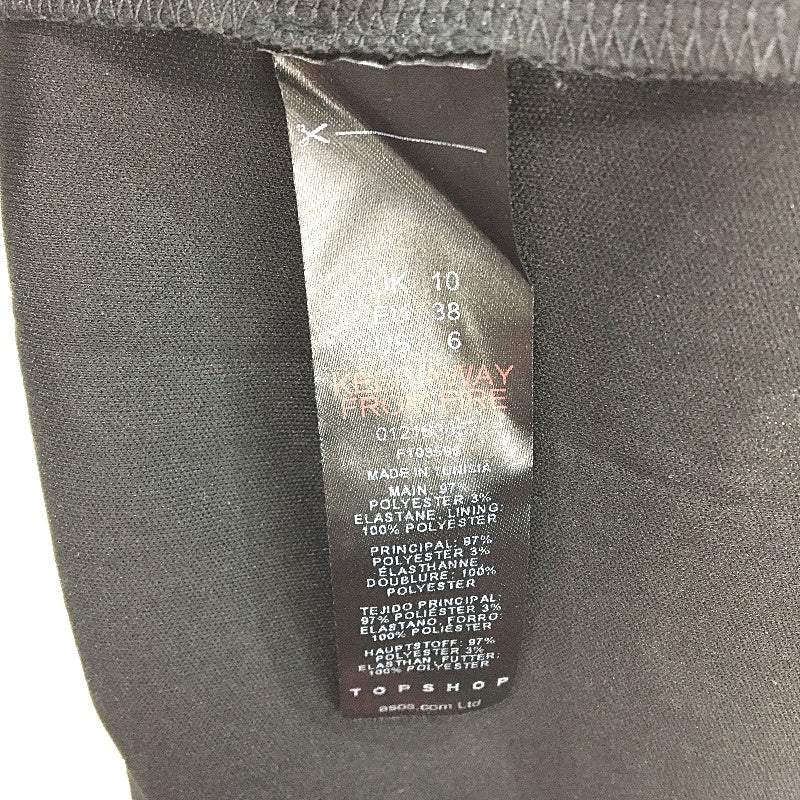 UK 10
EU 38
US 6
KEEP AWAY
FROM FIRE
MADE IN TUNISIA
MAIN: 97%
POLYESTER 3%
ELASTANE, LINING:
100% POLYESTER
PRINCIPAL: 97%
POLYESTER 3%
ÉLASTHANNE,
DOUBLURE: 100%
POLYESTER
TEJIDO PRINCIPAL:
97% POLIÉSTER 3%
ELASTANO, FORRO:
100% POLIÉSTER
HAUPTSTOFF: 97%
POLYESTER 3%
ELASTHAN, FUTTER:
100% POLYESTER
TOPSHOP
asos.com Ltd